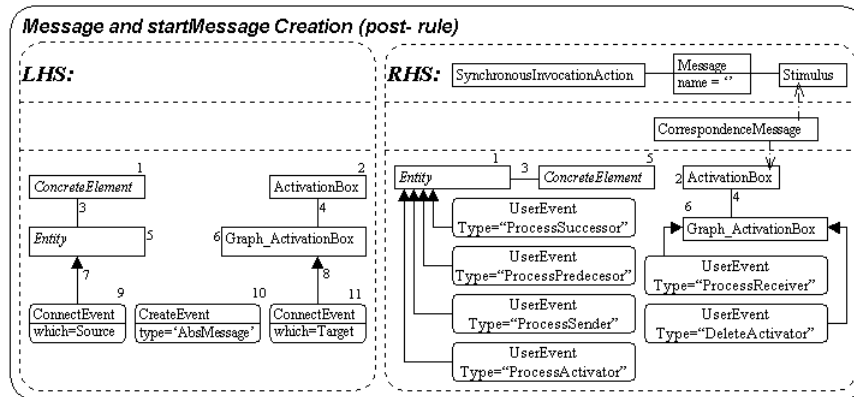 Message and startMessage Creation (post- rule)
LHS:
1
ConcreteElement
3
Entity
5
7
9
ConnectEvent
which=Source
10
CreateEvent
type='AbsMessage'
2
ActivationBox
4
6
Graph_ActivationBox
8
11
ConnectEvent
which=Target
RHS:
SynchronousInvocationAction
Message
name = ‘’
Stimulus
CorrespondenceMessage
1
Entity
3
5
ConcreteElement
2
ActivationBox
4
6
Graph_ActivationBox
UserEvent
Type=“ProcessSuccessor”
UserEvent
Type=“ProcessPredecesor”
UserEvent
Type=“ProcessSender”
UserEvent
Type=“ProcessActivator”
UserEvent
Type=“ProcessReceiver”
UserEvent
Type=“DeleteActivator”